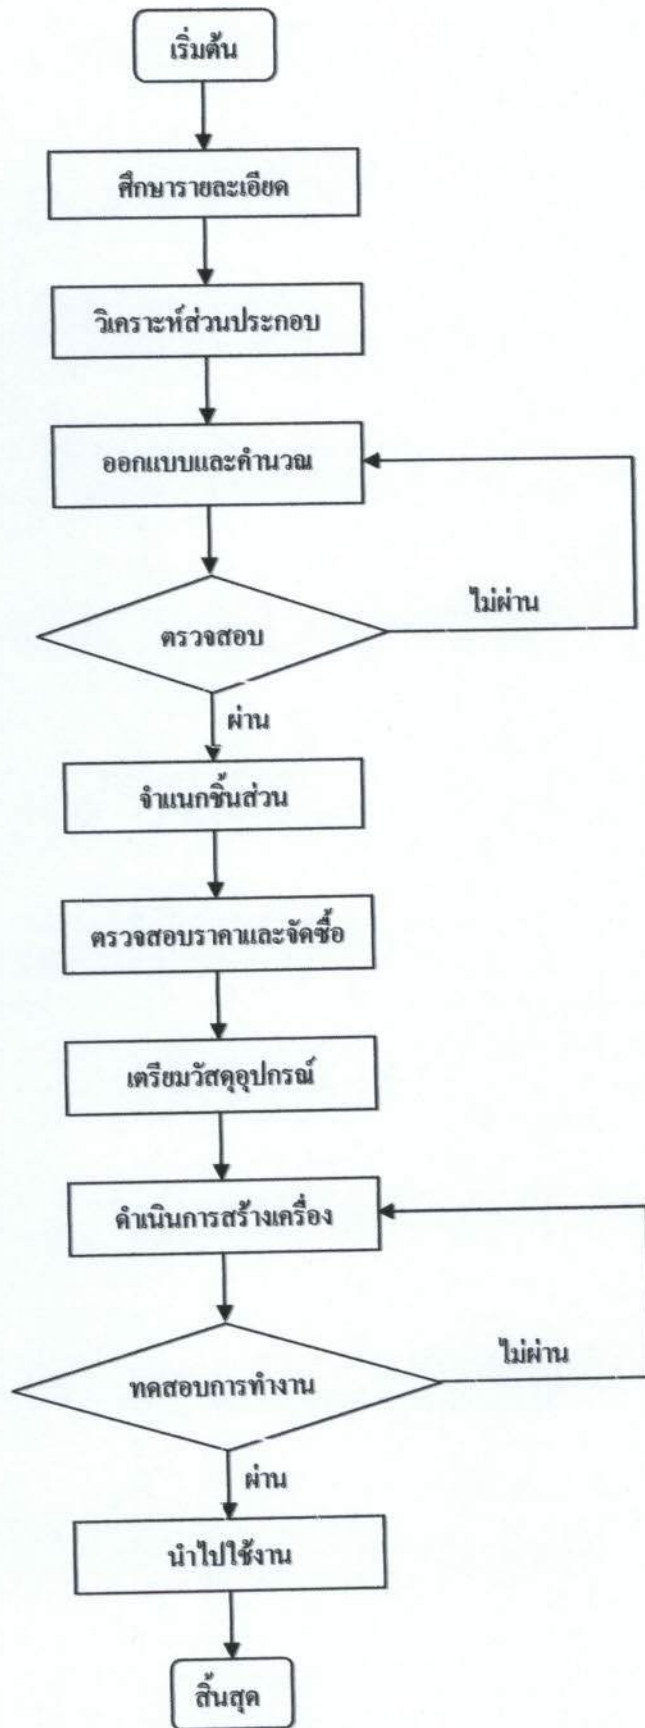 เริ่มต้น
ศึกษารายละเอียด
วิเคราะห์ส่วนประกอบ
ออกแบบและคำนวณ
ตรวจสอบ
ไม่ผ่าน
ผ่าน
จำแนกชิ้นส่วน
ตรวจสอบราคาและจัดซื้อ
เตรียมวัสดุอุปกรณ์
ดำเนินการสร้างเครื่อง
ทดสอบการทำงาน
ไม่ผ่าน
ผ่าน
นำไปใช้งาน
สิ้นสุด